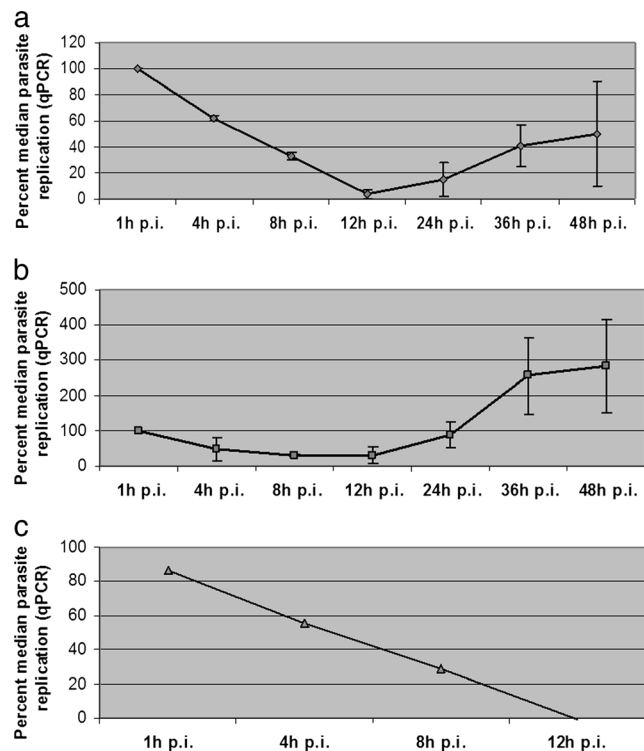 a
Percent median parasite
replication (qPCR)
120
100
80
60
40
20
0
1h p.i. 4h p.i. 8h p.i. 12h p.i. 24h p.i. 36h p.i. 48h p.i.
b
Percent median parasite
replication (qPCR)
500
400
300
200
100
0
1h p.i. 4h p.i. 8h p.i. 12h p.i. 24h p.i. 36h p.i. 48h p.i.
c
Percent median parasite
replication (qPCR)
100
80
60
40
20
0
1h p.i. 4h p.i. 8h p.i. 12h p.i.